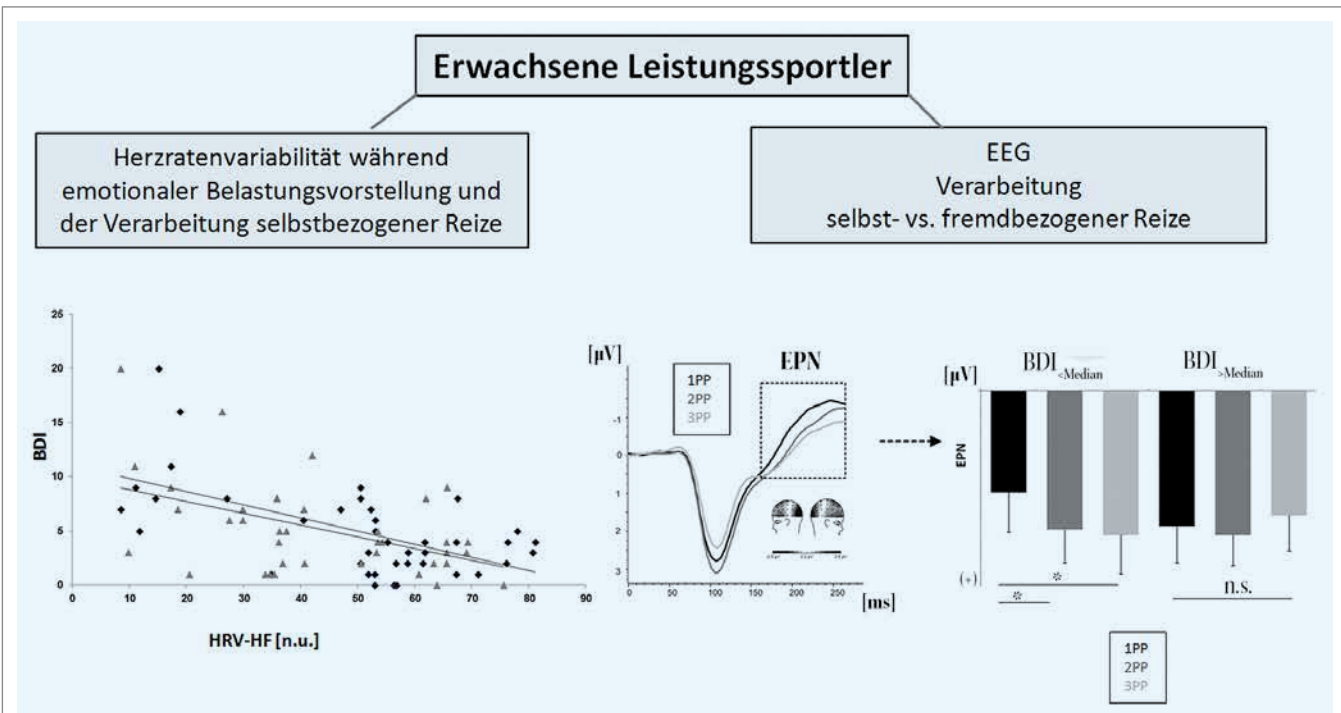 Erwachsene Leistungssportler
Herzratenvariabilität während
emotionaler Belastungsvorstellung und
der Verarbeitung selbstbezogener Reize
EEG
Verarbeitung
selbst- vs. fremdbezogener Reize
25
20
15
10
5
0
BDI
0 10 20 30 40 50 60 70 80 90
HRV-HF [n.u.]
[µV]
1PP
2PP
3PP
EPN
-1
0
1
2
3
0 50 100 150 200 250
[ms]
[µV]
BDI <Median
BDI >Median
EPN
(+)
*
*
n.s.
1PP
2PP
3PP